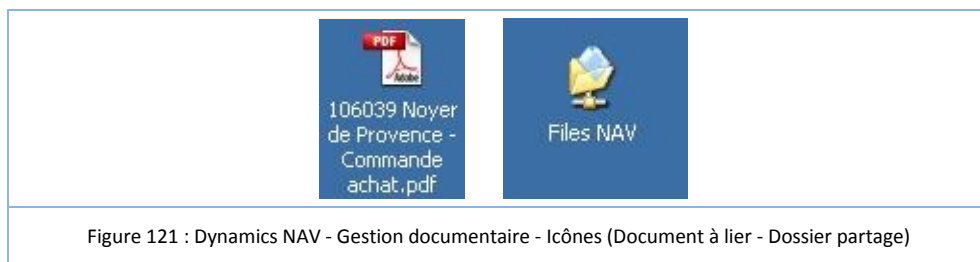 PDF
Adobe
106039 Noyer
de Provence -
Commande
achat.pdf
Files NAV
Figure 121 : Dynamics NAV - Gestion documentaire - Icônes (Document à lier - Dossier partage)